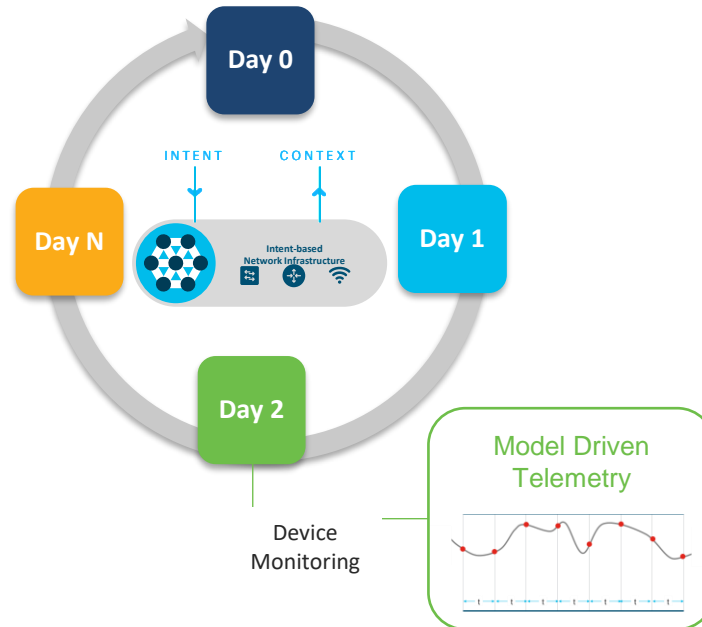 Day 0
INTENT
CONTEXT
Day N
Intent-based
Network Infrastructure
Day 1
Day 2
Model Driven
Telemetry
Device
Monitoring
t t t t t t t